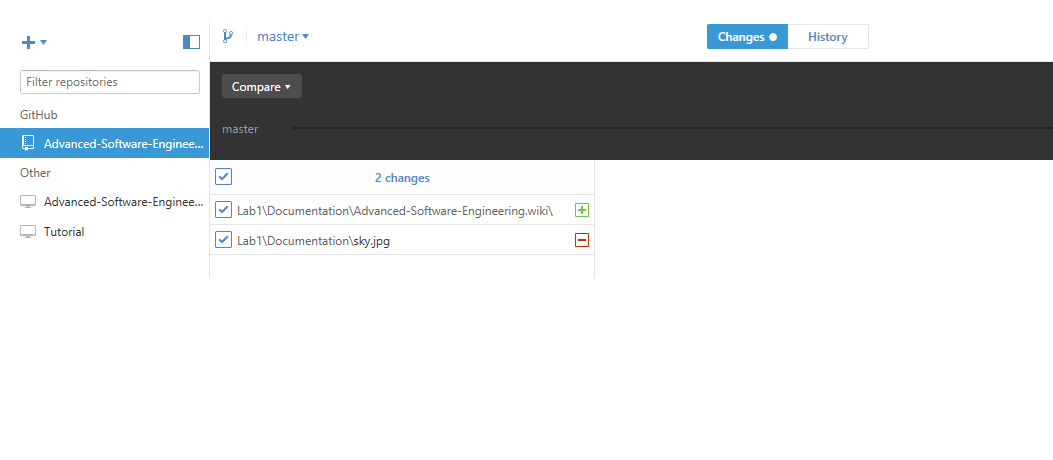 master
Changes
History
Filter repositories
GitHub
Advanced-Software-Enginee...
Other
Advanced-Software-Enginee...
Tutorial
Compare
master
2 changes
Lab1\Documentation\Advanced-Software-Engineering.wiki\
Lab1\Documentation\sky.jpg